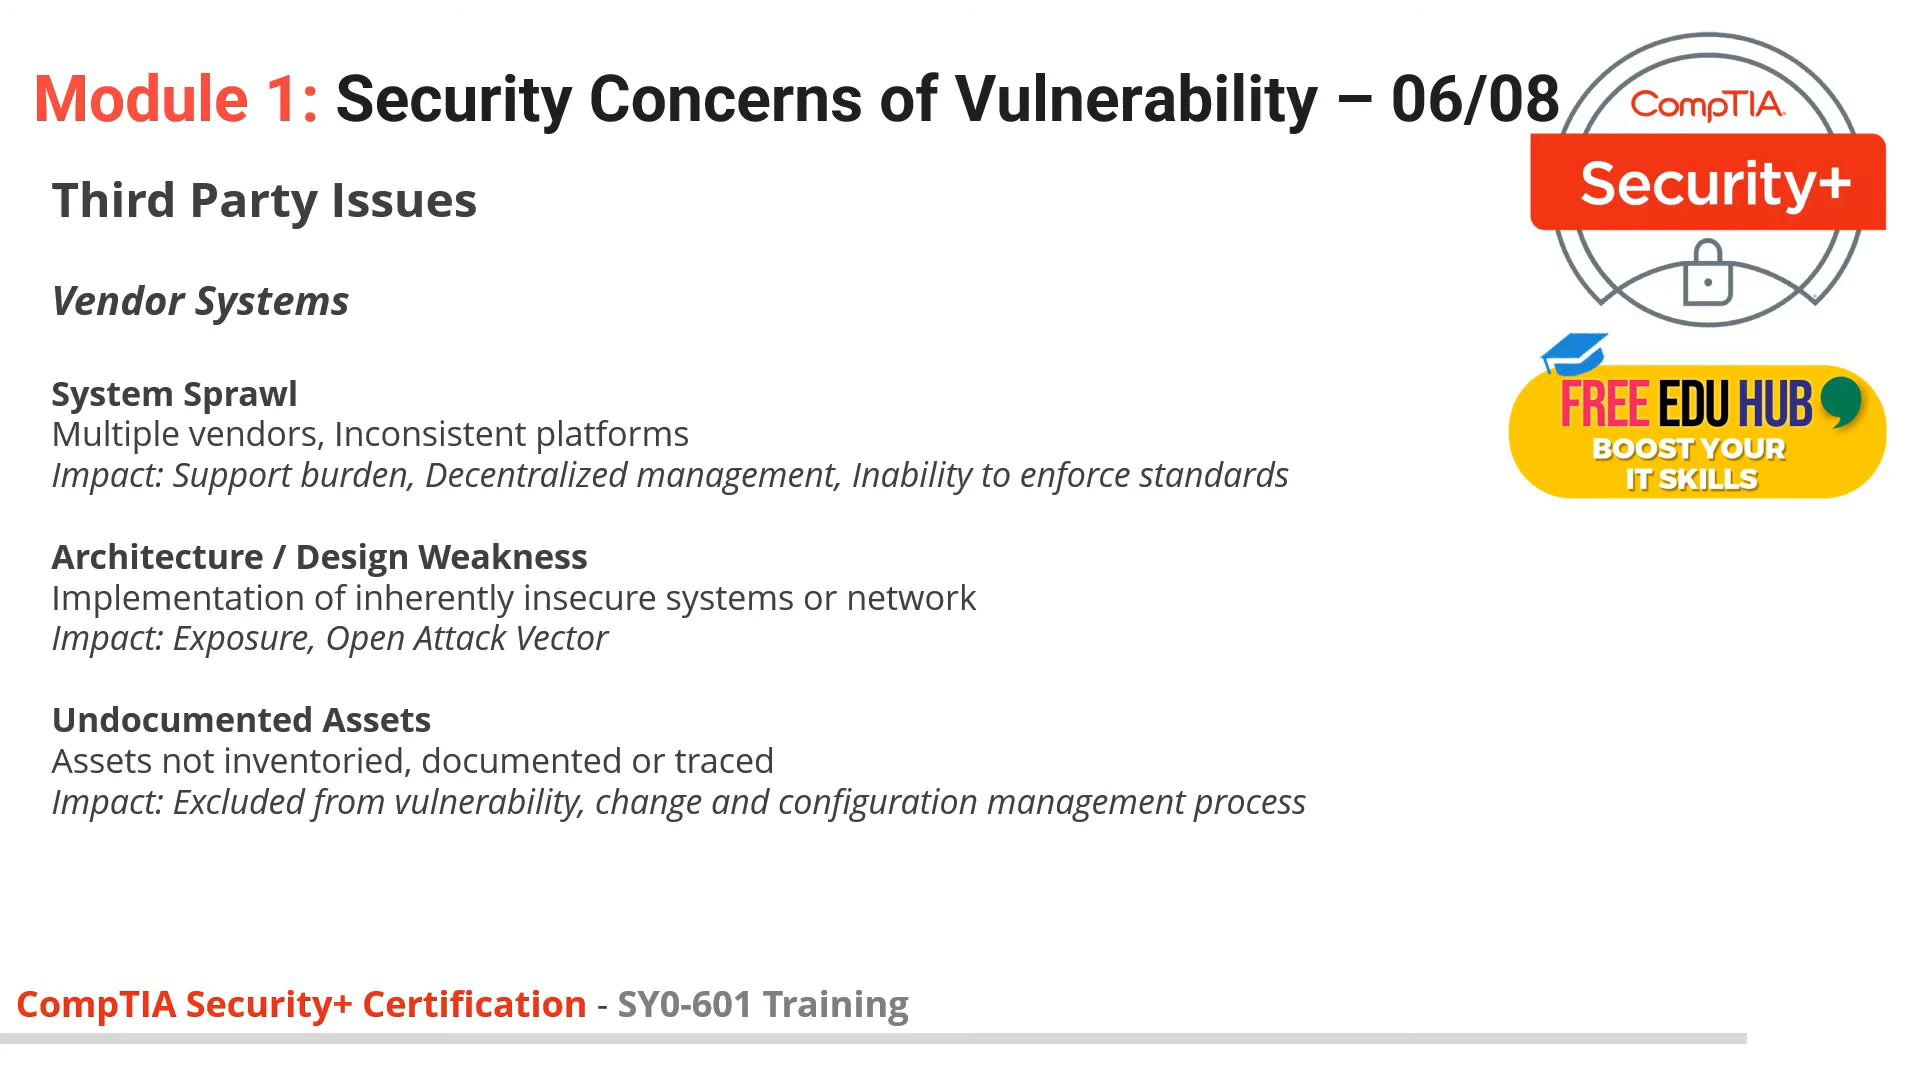 Module 1: Security Concerns of Vulnerability – 06/08
CompTIA.
Security+
Third Party Issues
Vendor Systems
System Sprawl
Multiple vendors, Inconsistent platforms
Impact: Support burden, Decentralized management, Inability to enforce standards
FREE EDU HUB
BOOST YOUR
IT SKILLS
Architecture / Design Weakness
Implementation of inherently insecure systems or network
Impact: Exposure, Open Attack Vector
Undocumented Assets
Assets not inventoried, documented or traced
Impact: Excluded from vulnerability, change and configuration management process
CompTIA Security+ Certification - SY0-601 Training